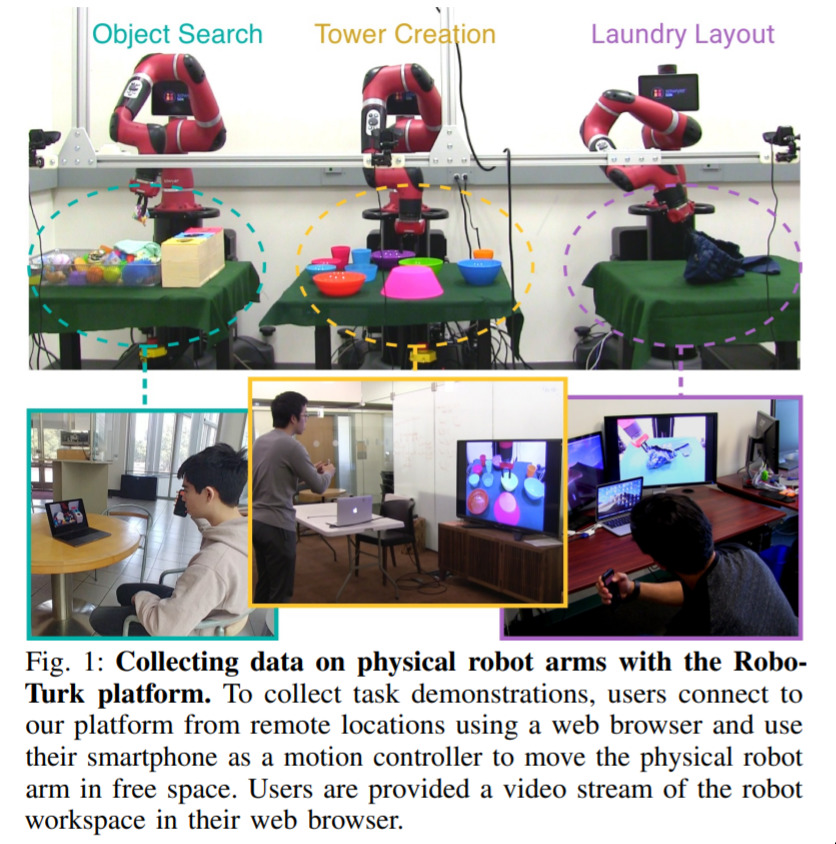 Object Search
Tower Creation
Laundry Layout
Fig. 1: Collecting data on physical robot arms with the Robo-
Turk platform. To collect task demonstrations, users connect to
our platform from remote locations using a web browser and use
their smartphone as a motion controller to move the physical robot
arm in free space. Users are provided a video stream of the robot
workspace in their web browser.